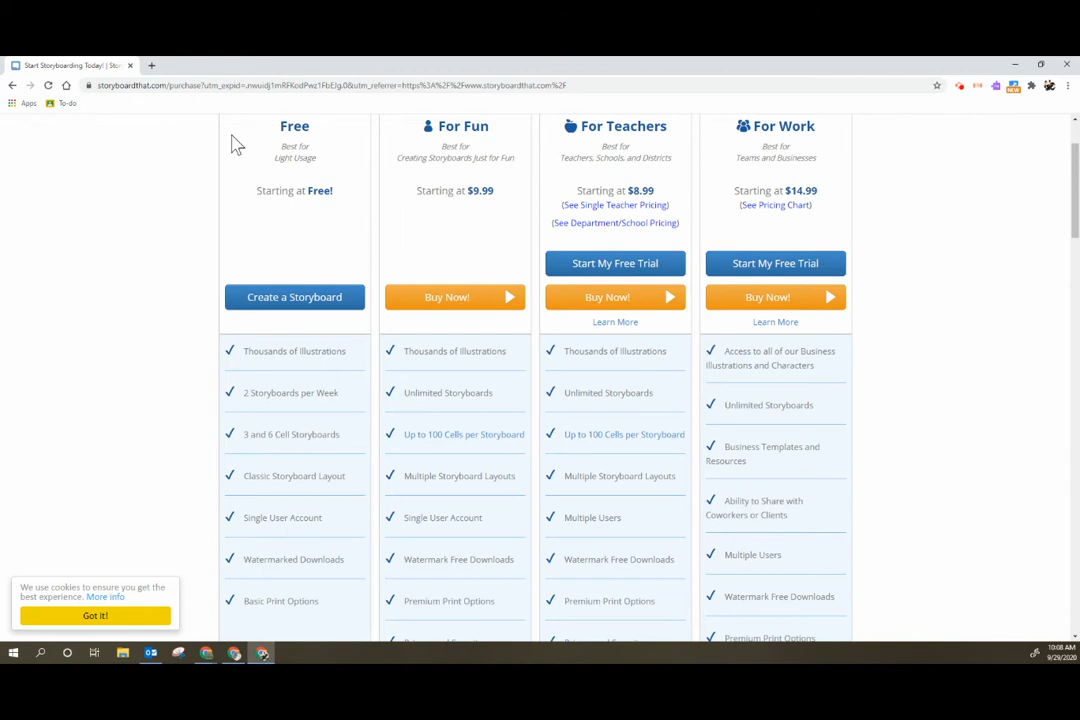 Start Storyboarding Today! | Stor
storyboardthat.com/purchase?utm_expid=.nwuidj1mRFKodPwz1FbEJg.0&utm_referrer=https%3A%2F%2Fwww.storyboardthat.com%2F
Apps To-do
NEW
Free
Best for
Light Usage
Starting at Free!
Create a Storyboard
Thousands of Illustrations
2 Storyboards per Week
3 and 6 Cell Storyboards
Classic Storyboard Layout
Single User Account
Watermarked Downloads
Basic Print Options
For Fun
Best for
Creating Storyboards Just for Fun
Starting at $9.99
Buy Now!
Thousands of Illustrations
Unlimited Storyboards
Up to 100 Cells per Storyboard
Multiple Storyboard Layouts
Single User Account
Watermark Free Downloads
Premium Print Options
For Teachers
Best for
Teachers, Schools, and Districts
Starting at $8.99
(See Single Teacher Pricing)
(See Department/School Pricing)
Start My Free Trial
Buy Now!
Learn More
Thousands of Illustrations
Unlimited Storyboards
Up to 100 Cells per Storyboard
Multiple Storyboard Layouts
Multiple Users
Watermark Free Downloads
Premium Print Options
For Work
Best for
Teams and Businesses
Starting at $14.99
(See Pricing Chart)
Start My Free Trial
Buy Now!
Learn More
Access to all of our Business
Illustrations and Characters
Unlimited Storyboards
Business Templates and
Resources
Ability to Share with
Coworkers or Clients
Multiple Users
Watermark Free Downloads
Premium Print Options
We use cookies to ensure you get the
best experience. More info
Got it!
10:08 AM
9/29/2020